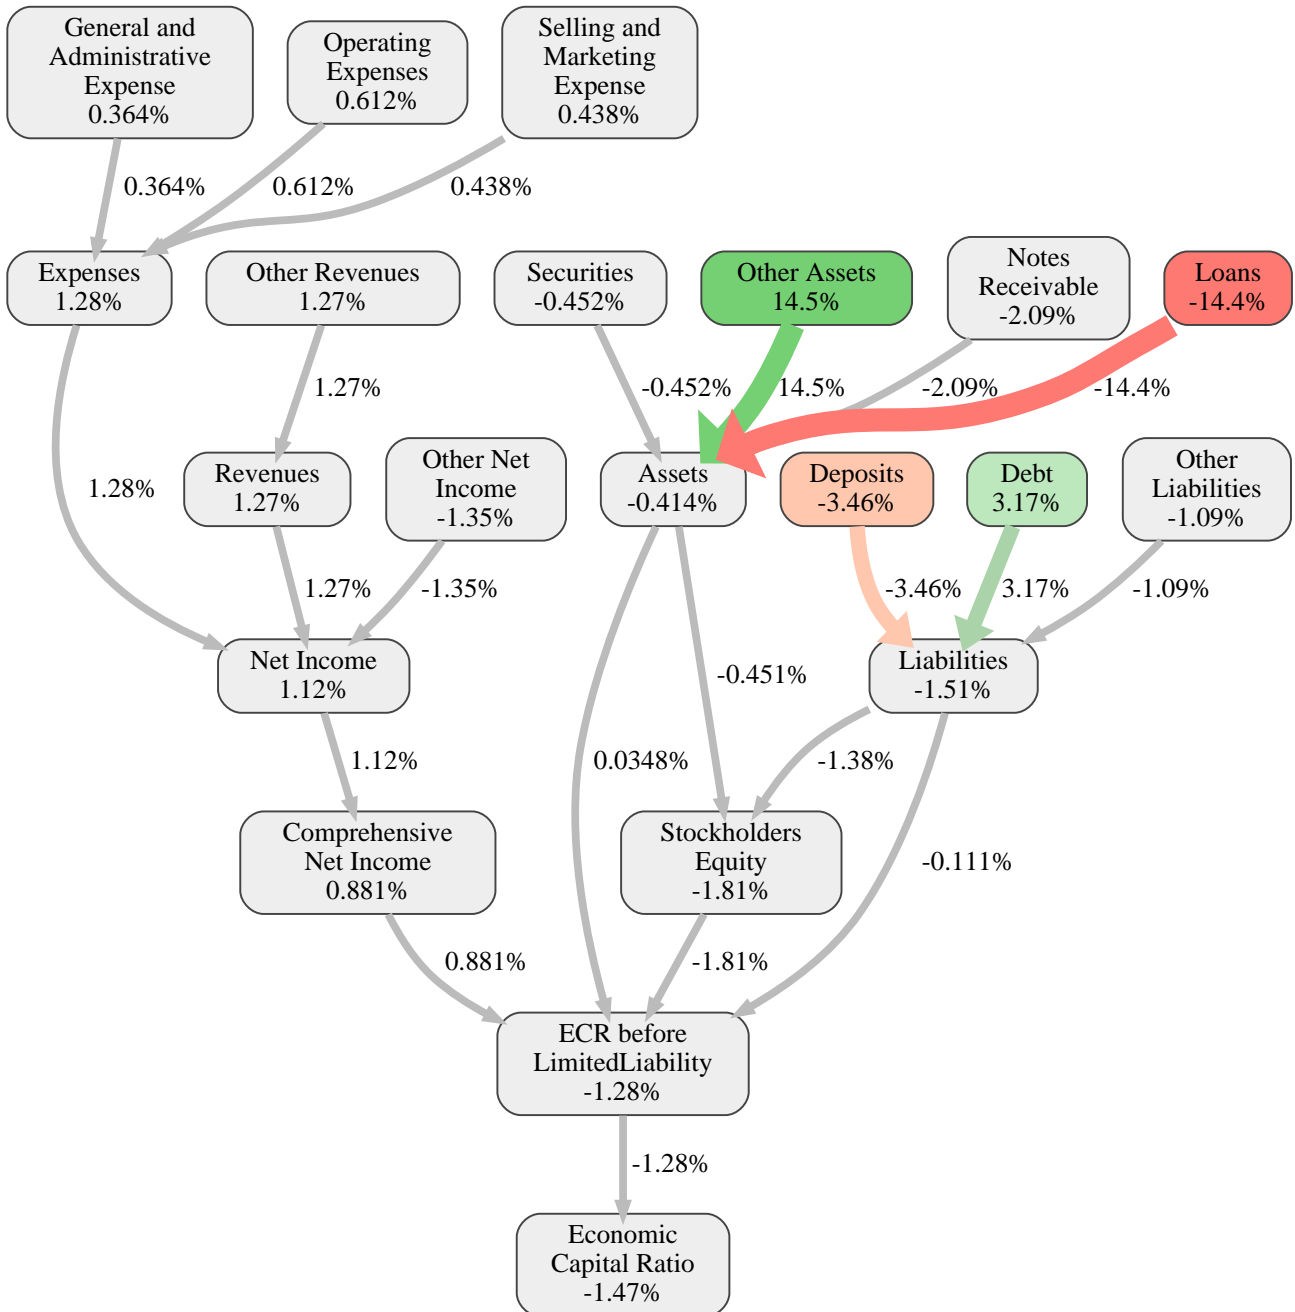 General and
Administrative
Expense
0.364%
Operating
Expenses
0.612%
Selling and
Marketing
Expense
0.438%
0.364%
0.612%
0.438%
Expenses
1.28%
Other Revenues
1.27%
Securities
-0.452%
Other Assets
14.5%
Notes
Receivable
-2.09%
Loans
-14.4%
1.27%
-0.452%
14.5%
-2.09%
-14.4%
Revenues
1.27%
Other Net
Income
-1.35%
Assets
-0.414%
Deposits
-3.46%
Debt
3.17%
Other
Liabilities
-1.09%
1.28%
1.27%
-1.35%
-3.46%
3.17%
-1.09%
Net Income
1.12%
-0.451%
Liabilities
-1.51%
1.12%
0.0348%
-1.38%
Comprehensive
Net Income
0.881%
Stockholders
Equity
-1.81%
-0.111%
0.881%
-1.81%
ECR before
LimitedLiability
-1.28%
-1.28%
Economic
Capital Ratio
-1.47%